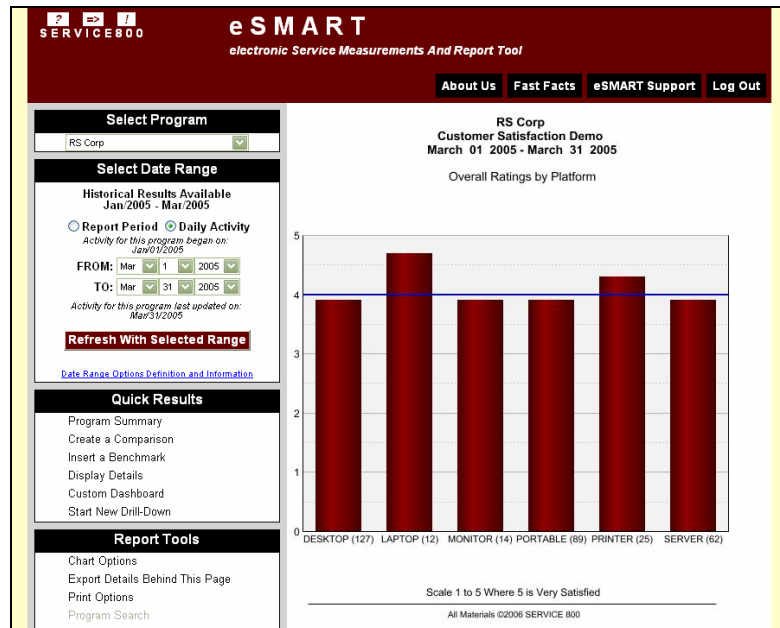 ? => !
SERVICE800
eSMART
electronic Service Measurements And Report Tool
About Us Fast Facts eSMART Support Log Out
Select Program
RS Corp
Select Date Range
Historical Results Available
Jan/2005 - Mar/2005
Report Period Daily Activity
Activity for this program began on:
Jan/01/2005
FROM: Mar 1 2005
TO: Mar 31 2005
Activity for this program last updated on:
Mar/31/2005
Refresh With Selected Range
Date Range Options Definition and Information
Quick Results
Program Summary
Create a Comparison
Insert a Benchmark
Display Details
Custom Dashboard
Start New Drill-Down
Report Tools
Chart Options
Export Details Behind This Page
Print Options
Program Search
RS Corp
Customer Satisfaction Demo
March 01 2005 - March 31 2005
Overall Ratings by Platform
5
4
3
2
1
0
DESKTOP (127) LAPTOP (12) MONITOR (14) PORTABLE (89) PRINTER (25) SERVER (62)
Scale 1 to 5 Where 5 is Very Satisfied
All Materials ©2006 SERVICE 800